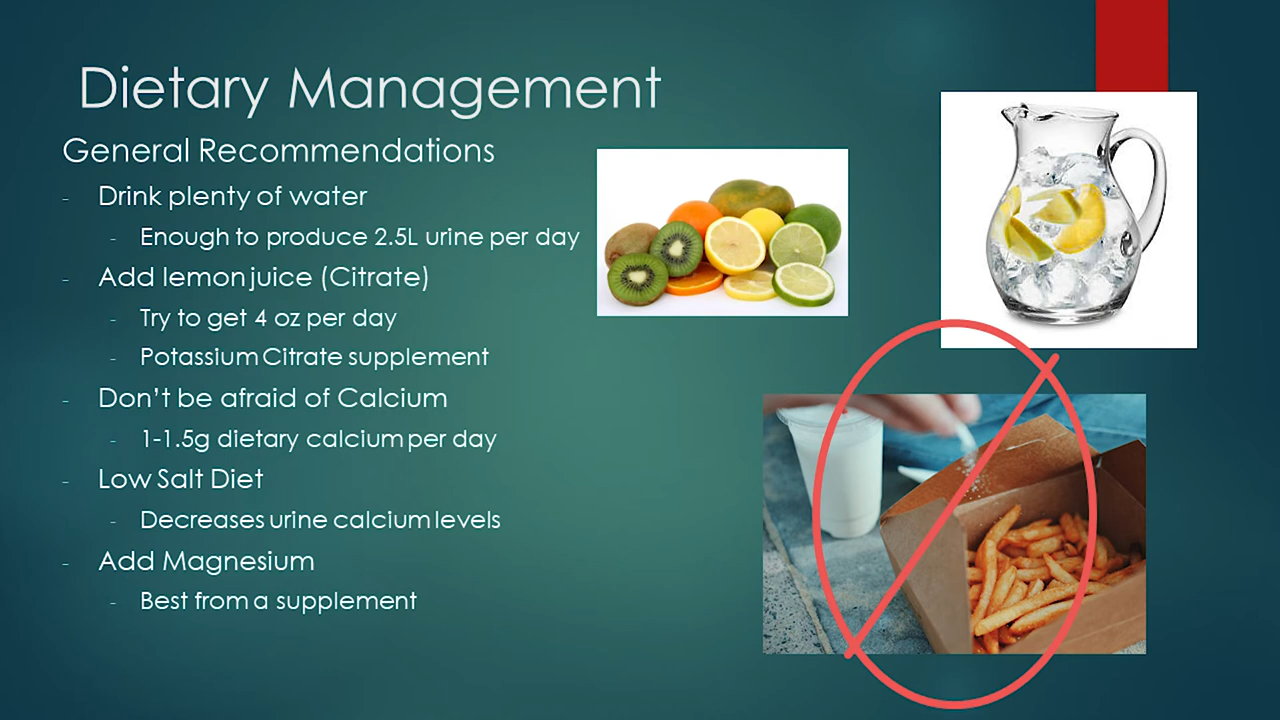 Dietary Management
General Recommendations
- Drink plenty of water
- Enough to produce 2.5L urine per day
- Add lemon juice (Citrate)
- Try to get 4 oz per day
- Potassium Citrate supplement
- Don't be afraid of Calcium
- 1-1.5g dietary calcium per day
- Low Salt Diet
- Decreases urine calcium levels
- Add Magnesium
- Best from a supplement